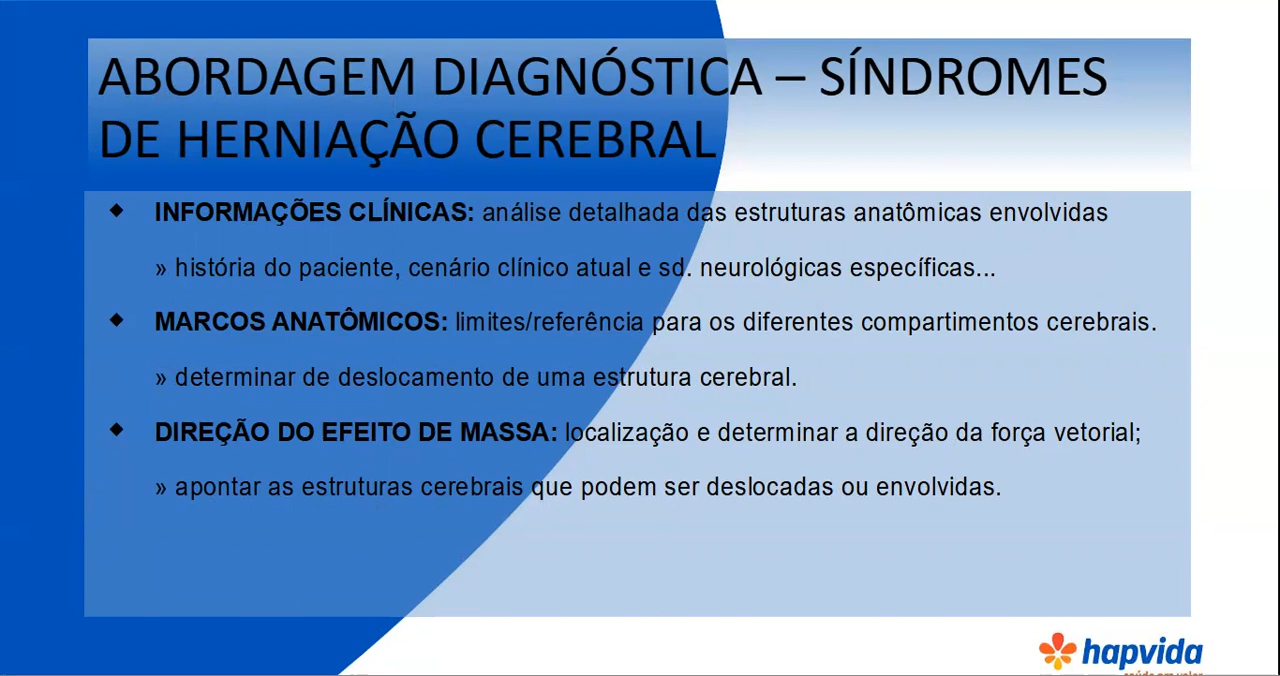 ABORDAGEM DIAGNÓSTICA – SÍNDROMES
DE HERNIAÇÃO CEREBRAL
INFORMAÇÕES CLÍNICAS: análise detalhada das estruturas anatômicas envolvidas
» história do paciente, cenário clínico atual e sd. neurológicas específicas...
MARCOS ANATÔMICOS: limites/referência para os diferentes compartimentos cerebrais.
» determinar de deslocamento de uma estrutura cerebral.
DIREÇÃO DO EFEITO DE MASSA: localização e determinar a direção da força vetorial;
» apontar as estruturas cerebrais que podem ser deslocadas ou envolvidas.
hapvida